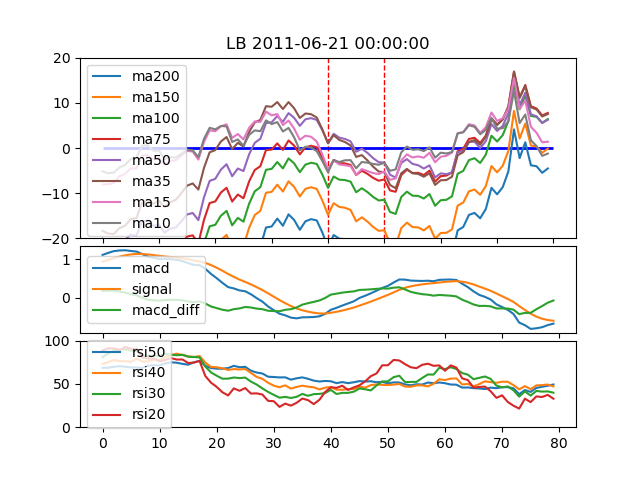 LB 2011-06-21 00:00:00
20
10
0
−10
−20
ma200
ma150
ma100
ma75
ma50
ma35
ma15
ma10
1
0
macd
signal
macd_diff
100
50
0
rsi50
rsi40
rsi30
rsi20
0 10 20 30 40 50 60 70 80